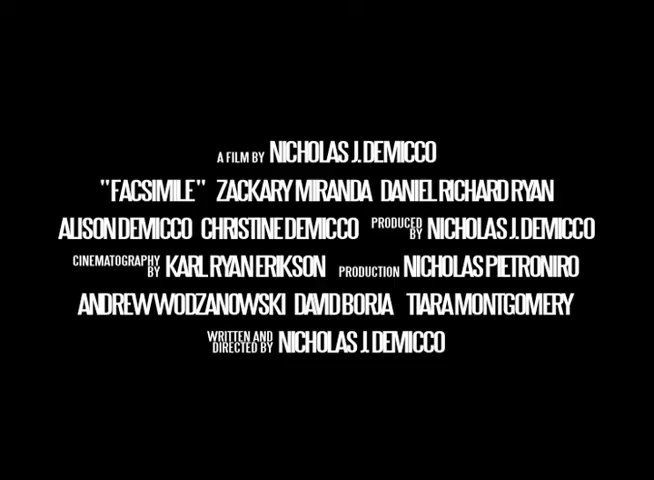 A FILM BY NICHOLAS J. DEMICCO
"FACSIMILE" ZACKARY MIRANDA DANIEL RICHARD RYAN
ALISON DEMICCO CHRISTINE DEMICCO PRODUCED BY NICHOLAS J. DEMICCO
CINEMATOGRAPHY BY KARL RYAN ERIKSON PRODUCTION NICHOLAS PIETRONIRO
ANDREW WODZANOWSKI DAVID BORJA TIARA MONTGOMERY
WRITTEN AND DIRECTED BY NICHOLAS J. DEMICCO